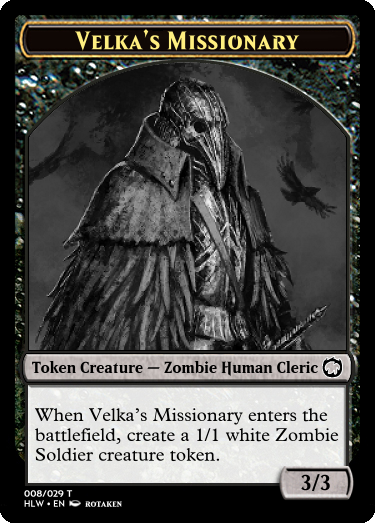 Velka's Missionary
Token Creature — Zombie Human Cleric
When Velka's Missionary enters the
battlefield, create a 1/1 white Zombie
Soldier creature token.
3/3
008/029 T
HLW • EN ROTAKEN